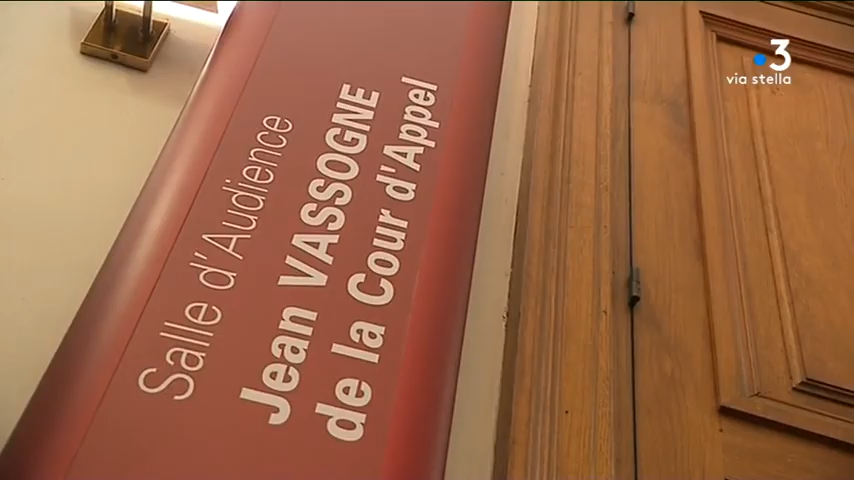 Salle d'Audience
Jean VASSOGNE
de la Cour d'Appel
3
via stella